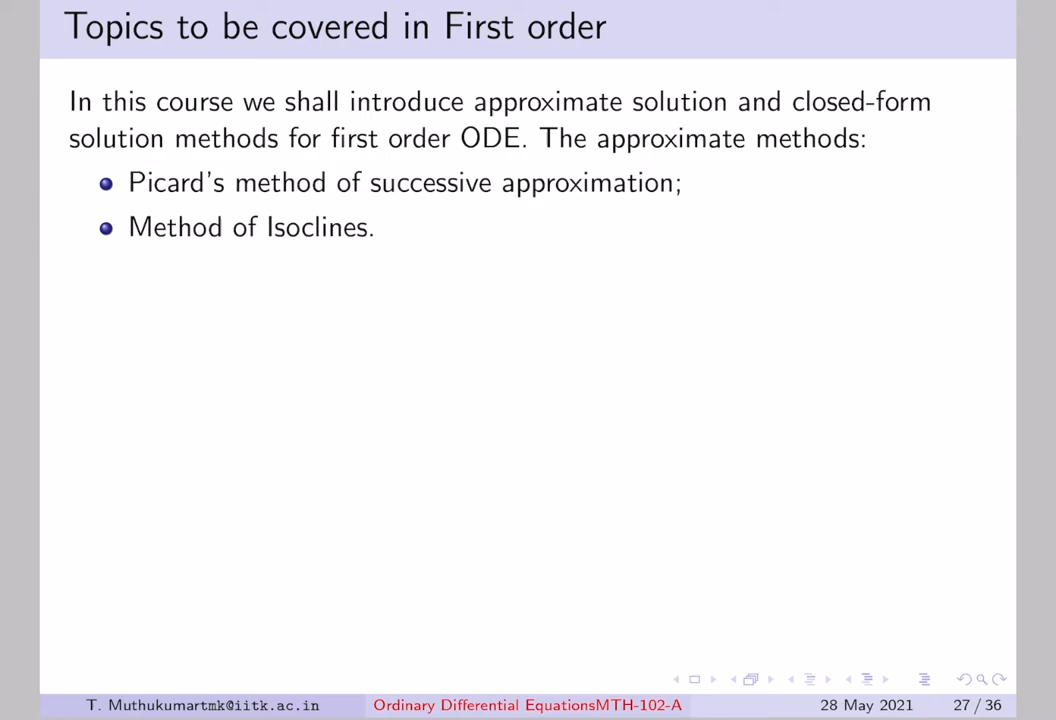 Topics to be covered in First order
In this course we shall introduce approximate solution and closed-form
solution methods for first order ODE. The approximate methods:
Picard's method of successive approximation;
Method of Isoclines.
T. Muthukumartmk@iitk.ac.in Ordinary Differential EquationsMTH-102-A 28 May 2021 27 / 36